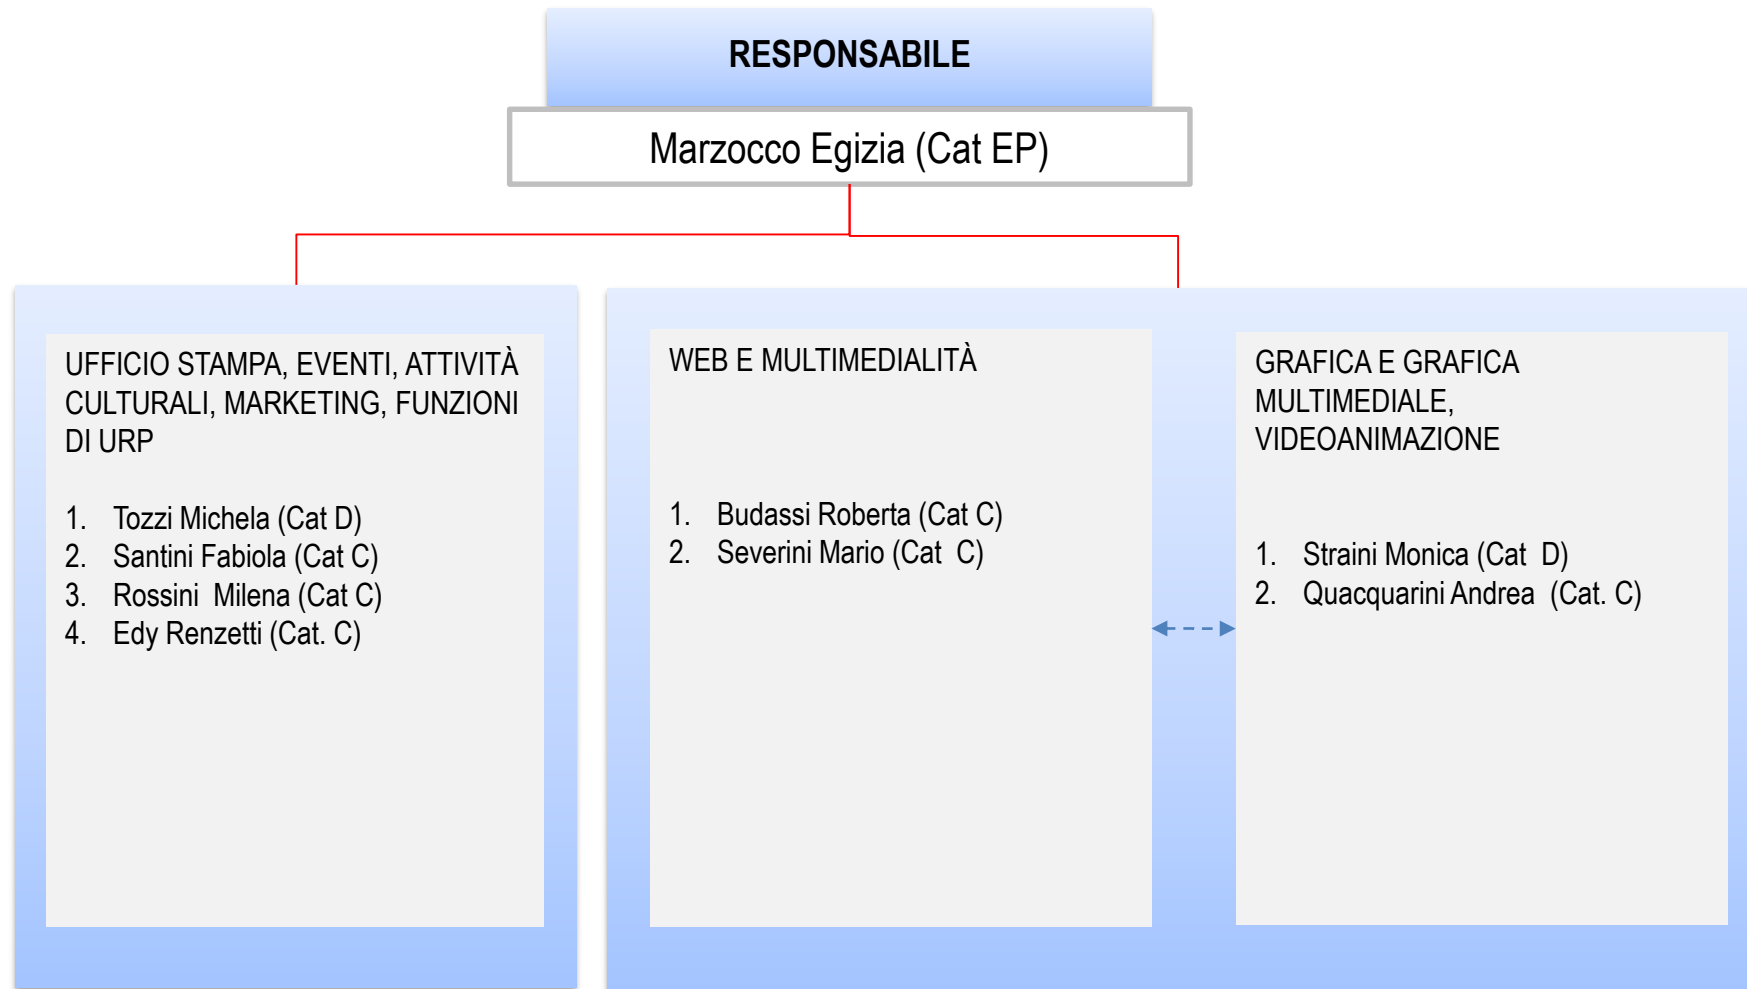 RESPONSABILE
Marzocco Egizia (Cat EP)
UFFICIO STAMPA, EVENTI, ATTIVITÀ
CULTURALI, MARKETING, FUNZIONI
DI URP
1. Tozzi Michela (Cat D)
2. Santini Fabiola (Cat C)
3. Rossini  Milena (Cat C)
4. Edy Renzetti (Cat. C)
WEB E MULTIMEDIALITÀ
1. Budassi Roberta (Cat C)
2. Severini Mario (Cat  C)
GRAFICA E GRAFICA
MULTIMEDIALE,
VIDEOANIMAZIONE
1. Straini Monica (Cat  D)
2. Quacquarini Andrea  (Cat. C)